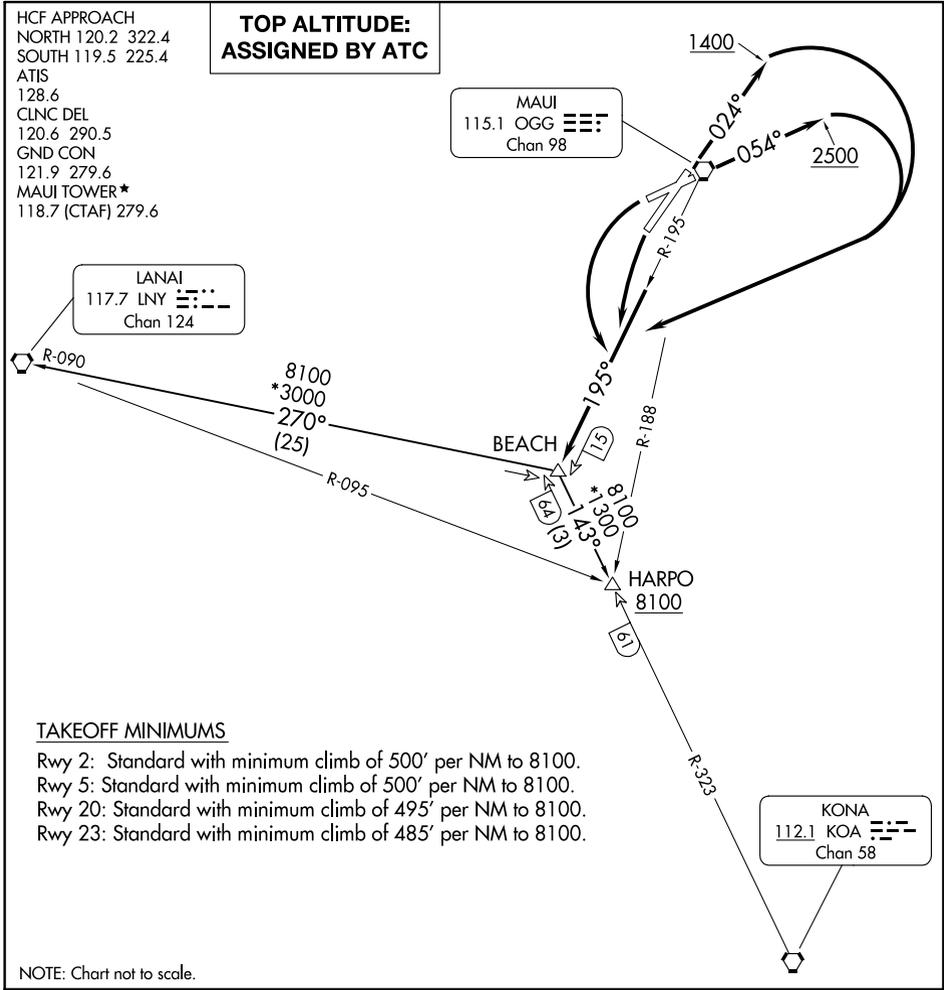 HCF APPROACH
NORTH 120.2 322.4
SOUTH 119.5 225.4
ATIS
128.6
CLNC DEL
120.6 290.5
GND CON
121.9 279.6
MAUI TOWER★
118.7 (CTAF) 279.6
TOP ALTITUDE:
ASSIGNED BY ATC
1400
MAUI
115.1 OGG
Chan 98
024°
054°
2500
R-195
LANAI
117.7 LNY
Chan 124
R-090
8100
*3000
270°
(25)
195°
R-188
BEACH
15
R-095
64
8100
*1300
143°
(3)
HARPO
8100
61
R-323
TAKEOFF MINIMUMS
Rwy 2: Standard with minimum climb of 500' per NM to 8100.
Rwy 5: Standard with minimum climb of 500' per NM to 8100.
Rwy 20: Standard with minimum climb of 495' per NM to 8100.
Rwy 23: Standard with minimum climb of 485' per NM to 8100.
KONA
112.1 KOA
Chan 58
NOTE: Chart not to scale.